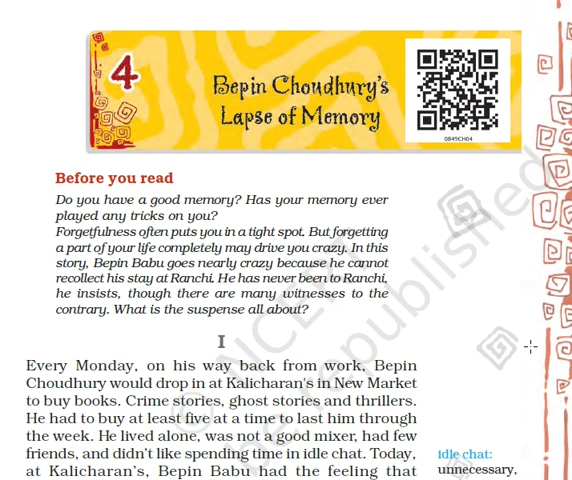 4
Bepin Choudhury's
Lapse of Memory
0845CH04
Before you read
Do you have a good memory? Has your memory ever
played any tricks on you?
Forgetfulness often puts you in a tight spot. But forgetting
a part of your life completely may drive you crazy. In this
story, Bepin Babu goes nearly crazy because he cannot
recollect his stay at Ranchi. He has never been to Ranchi,
he insists, though there are many witnesses to the
contrary. What is the suspense all about?
I
Every Monday, on his way back from work, Bepin
Choudhury would drop in at Kalicharan's in New Market
to buy books. Crime stories, ghost stories and thrillers.
He had to buy at least five at a time to last him through
the week. He lived alone, was not a good mixer, had few
friends, and didn't like spending time in idle chat. Today,
at Kalicharan's, Bepin Babu had the feeling that
idle chat:
unnecessary,
© NCERT
be republished